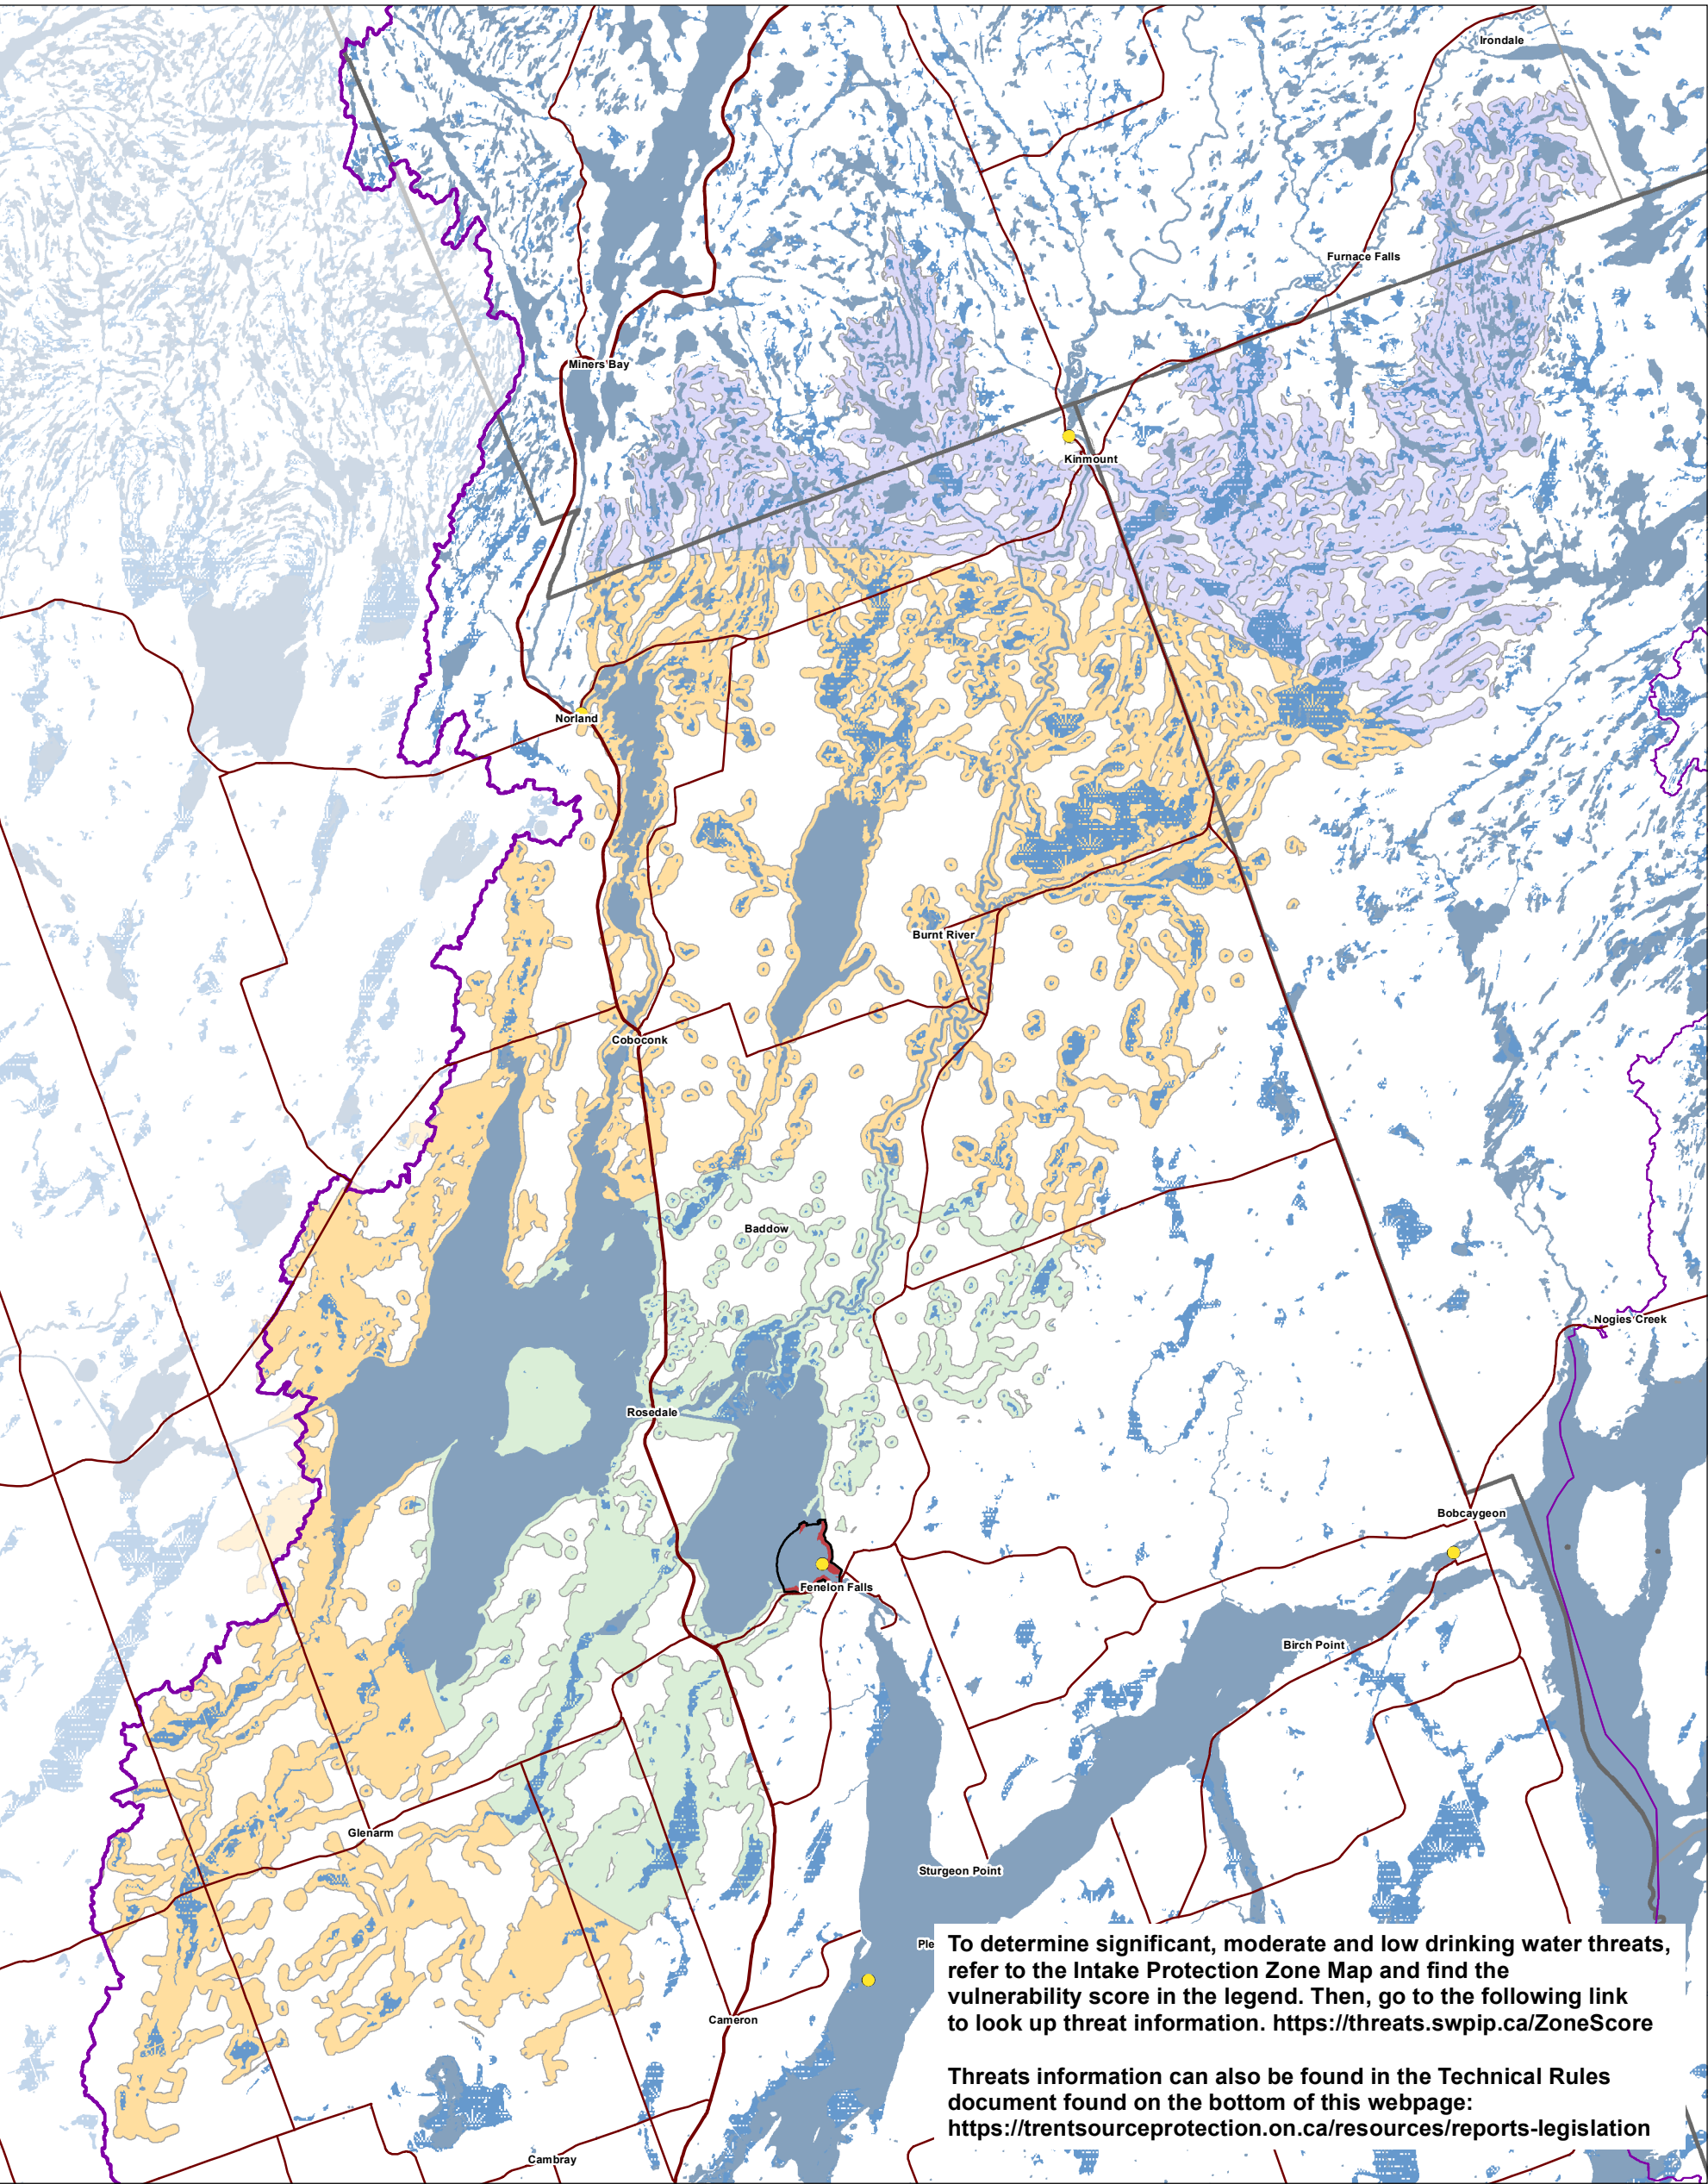 Irondale
Furnace Falls
Miners' Bay
Kinmount
Norland
Burnt River
Coboconk
Baddow
Nogies Creek
Rosedale
Bobcaygeon
Fenelon Falls
Birch Point
Glenarm
Sturgeon Point
Ple
To determine significant, moderate and low drinking water threats,
refer to the Intake Protection Zone Map and find the
vulnerability score in the legend. Then, go to the following link
to look up threat information. https://threats.swpip.ca/ZoneScore
Threats information can also be found in the Technical Rules
document found on the bottom of this webpage:
https://trentsourceprotection.on.ca/resources/reports-legislation
Cameron
Cambray